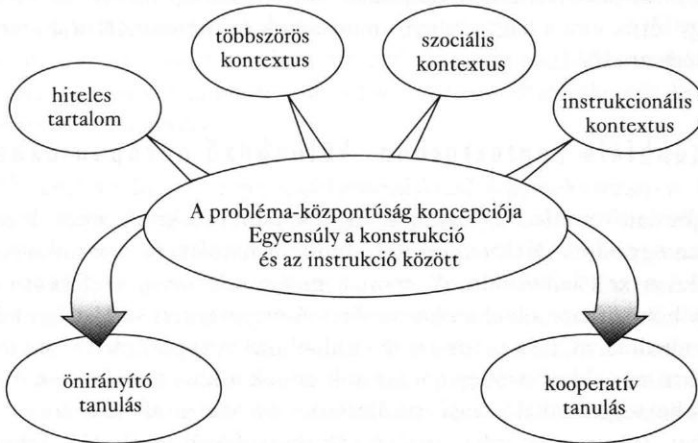 többszörös
kontextus
szociális
kontextus
hiteles
tartalom
instrukcionális
kontextus
A probléma-központúság koncepciója
Egyensúly a konstrukció
és az instrukció között
önirányító
tanulás
kooperatív
tanulás